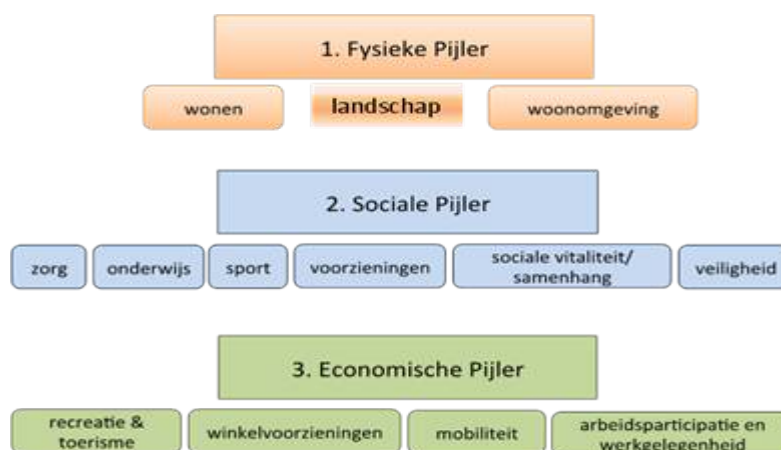 1. Fysieke Pijler
wonen
landschap
woonomgeving
2. Sociale Pijler
zorg
onderwijs
sport
voorzieningen
sociale vitaliteit/
samenhang
veiligheid
3. Economische Pijler
recreatie &
toerisme
winkelvoorzieningen
mobiliteit
arbeidsparticipatie en
werkgelegenheid